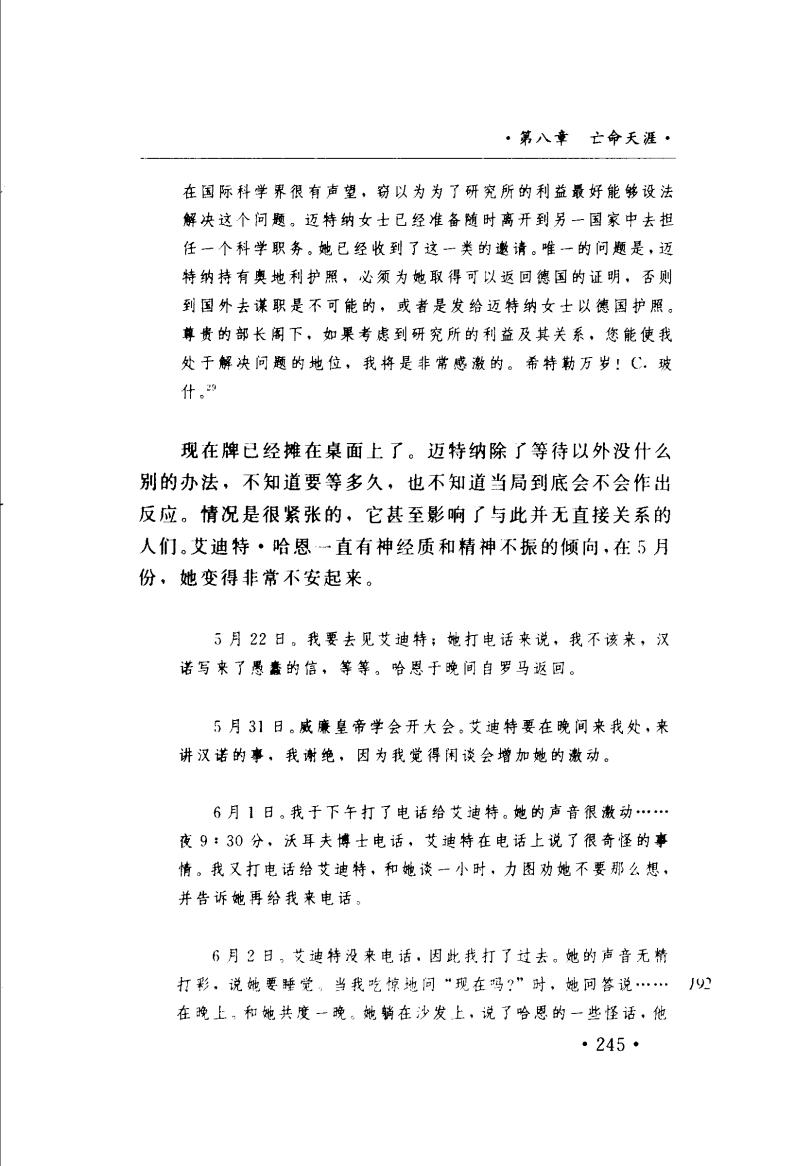 ·第八章 亡命天涯·
在国际科学界很有声望，窃以为为了研究所的利益最好能够设法
解决这个问题。迈特纳女士已经准备随时离开到另一国家中去担
任一个科学职务。她已经收到了这一类的邀请。唯一的问题是，迈
特纳持有奥地利护照，必须为她取得可以返回德国的证明，否则
到国外去谋职是不可能的，或者是发给迈特纳女士以德国护照。
尊贵的部长阁下，如果考虑到研究所的利益及其关系，您能使我
处于解决问题的地位，我将是非常感激的。希特勒万岁！C. 玻
什。29
现在牌已经摊在桌面上了。迈特纳除了等待以外没什么
别的办法，不知道要等多久，也不知道当局到底会不会作出
反应。情况是很紧张的，它甚至影响了与此并无直接关系的
人们。艾迪特·哈恩一直有神经质和精神不振的倾向，在5月
份，她变得非常不安起来。
5月22日。我要去见艾迪特；她打电话来说，我不该来，汉
诺写来了愚蠢的信，等等。哈恩于晚间自罗马返回。
5月31日。威廉皇帝学会开大会。艾迪特要在晚间来我处，来
讲汉诺的事，我谢绝，因为我觉得闲谈会增加她的激动。
6月1日。我于下午打了电话给艾迪特。她的声音很激动……
夜9：30分，沃耳夫博士电话，艾迪特在电话上说了很奇怪的事
情。我又打电话给艾迪特，和她谈一小时，力图劝她不要那么想，
并告诉她再给我来电话。
6月2日。艾迪特没来电话，因此我打了过去。她的声音无精
打彩，说她要睡觉。当我吃惊地问“现在吗？”时，她回答说……
192
在晚上。和她共度一晚。她躺在沙发上，说了哈恩的一些怪话，他
·245·